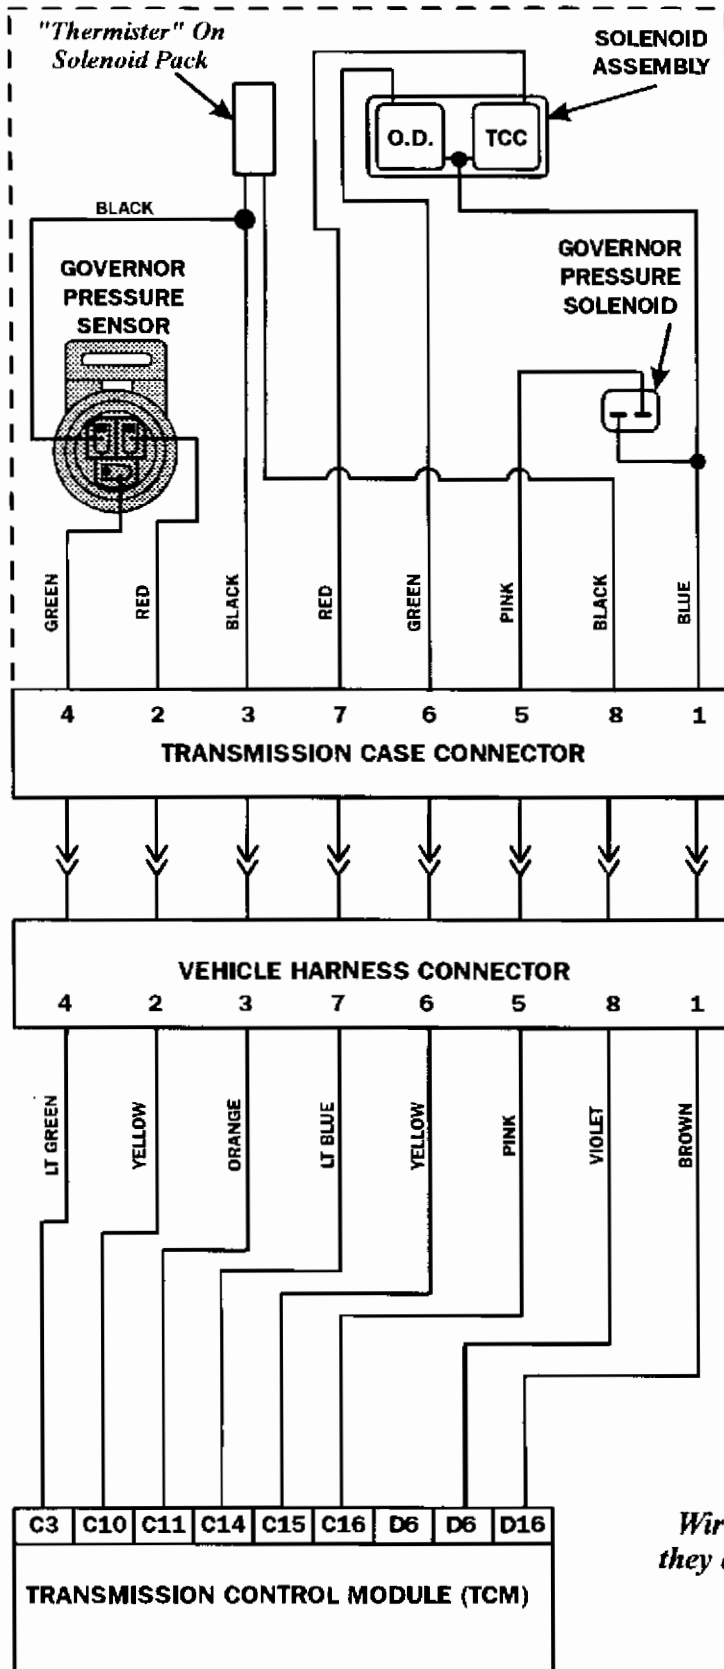 "Thermister" On
Solenoid Pack
SOLENOID
ASSEMBLY
O.D.
TCC
BLACK
GOVERNOR
PRESSURE
SENSOR
GOVERNOR
PRESSURE
SOLENOID
GREEN
RED
BLACK
RED
GREEN
PINK
BLACK
BLUE
4 2 3 7 6 5 8 1
TRANSMISSION CASE CONNECTOR
VEHICLE HARNESS CONNECTOR
4 2 3 7 6 5 8 1
LT GREEN
YELLOW
ORANGE
LT BLUE
YELLOW
PINK
VIOLET
BROWN
C3 C10 C11 C14 C15 C16 D6 D6 D16
TRANSMISSION CONTROL MODULE (TCM)
they